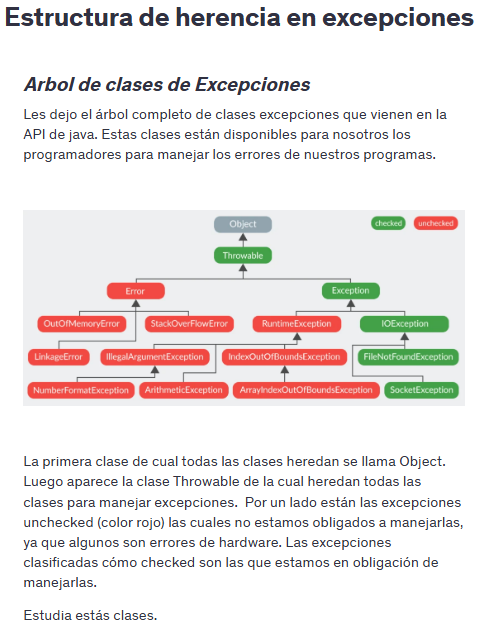 Estructura de herencia en excepciones
Arbol de clases de Excepciones
Les dejo el árbol completo de clases excepciones que vienen en la
API de java. Estas clases están disponibles para nosotros los
programadores para manejar los errores de nuestros programas.
Object
checked
unchecked
Throwable
Error
Exception
OutOfMemoryError
StackOverFlowError
RuntimeException
IOException
LinkageError
IllegalArgumentException
IndexOutOfBoundsException
FileNotFoundException
NumberFormatException
ArithmeticException
ArrayIndexOutOfBoundsException
SocketException
La primera clase de cual todas las clases heredan se llama Object.
Luego aparece la clase Throwable de la cual heredan todas las
clases para manejar excepciones.  Por un lado están las excepciones
unchecked (color rojo) las cuales no estamos obligados a manejarlas,
ya que algunos son errores de hardware. Las excepciones
clasificadas cómo checked son las que estamos en obligación de
manejarlas.
Estudia estás clases.